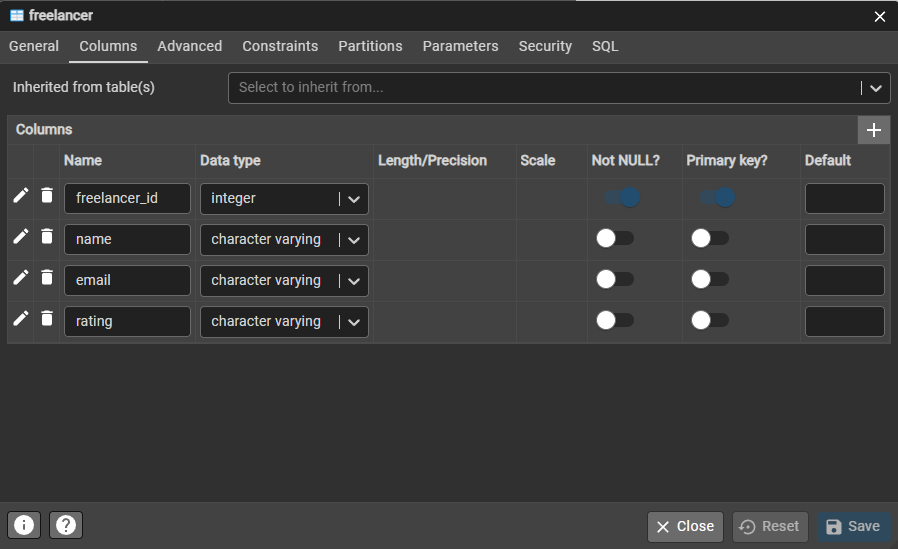 freelancer
General Columns Advanced Constraints Partitions Parameters Security SQL
Inherited from table(s) Select to inherit from...
Columns
Name Data type Length/Precision Scale Not NULL? Primary key? Default
freelancer_id integer
name character varying
email character varying
rating character varying
Close Reset Save